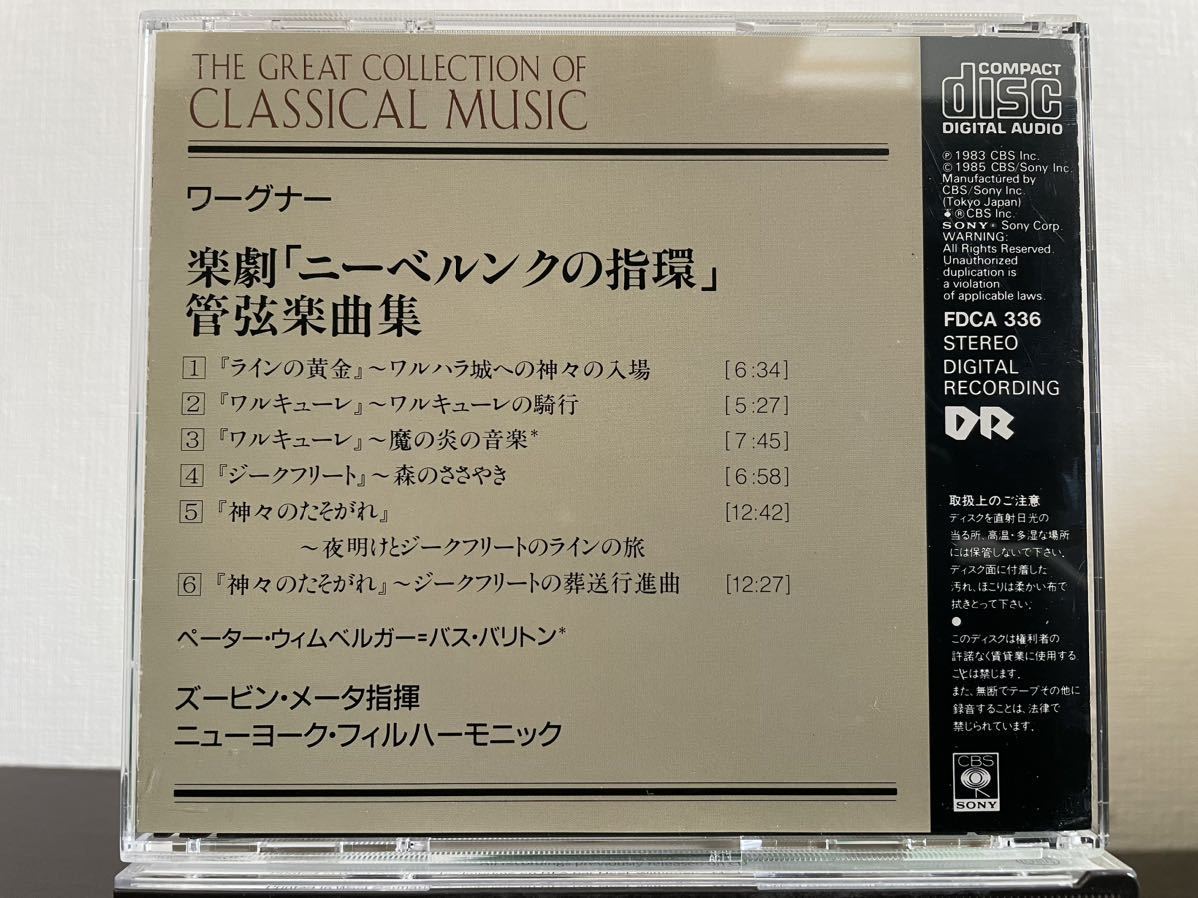 THE GREAT COLLECTION OF
CLASSICAL MUSIC
ワーグナー
楽劇「ニーベルンクの指環」
管弦楽曲集
1 『ラインの黄金』～ワルハラ城への神々の入場 [6:34]
2 『ワルキューレ』～ワルキューレの騎行 [5:27]
3 『ワルキューレ』～魔の炎の音楽* [7:45]
4 『ジークフリート』～森のささやき [6:58]
5 『神々のたそがれ』 [12:42]
～夜明けとジークフリートのラインの旅
6 『神々のたそがれ』～ジークフリートの葬送行進曲 [12:27]
ペーター・ウィムベルガー=バス・バリトン*
ズービン・メータ指揮
ニューヨーク・フィルハーモニック
COMPACT
disc
DIGITAL AUDIO
℗ 1983 CBS Inc.
© 1985 CBS/Sony Inc.
Manufactured by
CBS/Sony Inc.
(Tokyo Japan)
® CBS Inc.
SONY® Sony Corp.
WARNING:
All Rights Reserved.
Unauthorized
duplication is
a violation
of applicable laws.
FDCA 336
STEREO
DIGITAL
RECORDING
DR
取扱上のご注意
ディスクを直射日光の
当る所、高温・多湿な場所
には保管しないで下さい。
ディスク面に付着した
汚れ、ほこりは柔かい布で
拭きとって下さい。
●
このディスクは権利者の
許諾なく賃貸業に使用する
ことは禁じます。
また、無断でテープその他に
録音することは、法律で
禁じられています。
CBS
SONY